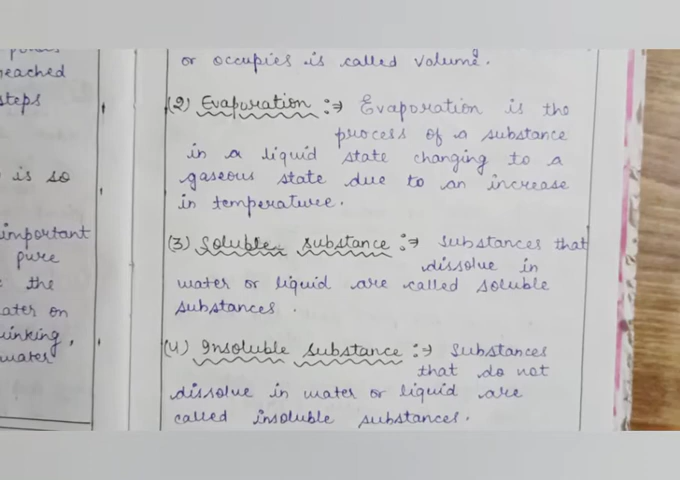 reached
steps
is so
important
pure
the
water on
water
or occupies is called volume.
(2) Evaporation :→ Evaporation is the
process of a substance
in a liquid state changing to a
gaseous state due to an increase
in temperature.
(3) Soluble substance :→ Substances that
dissolve in
water or liquid are called soluble
substances.
(4) Insoluble substance :→ Substances
that do not
dissolve in water or liquid are
called insoluble substances.